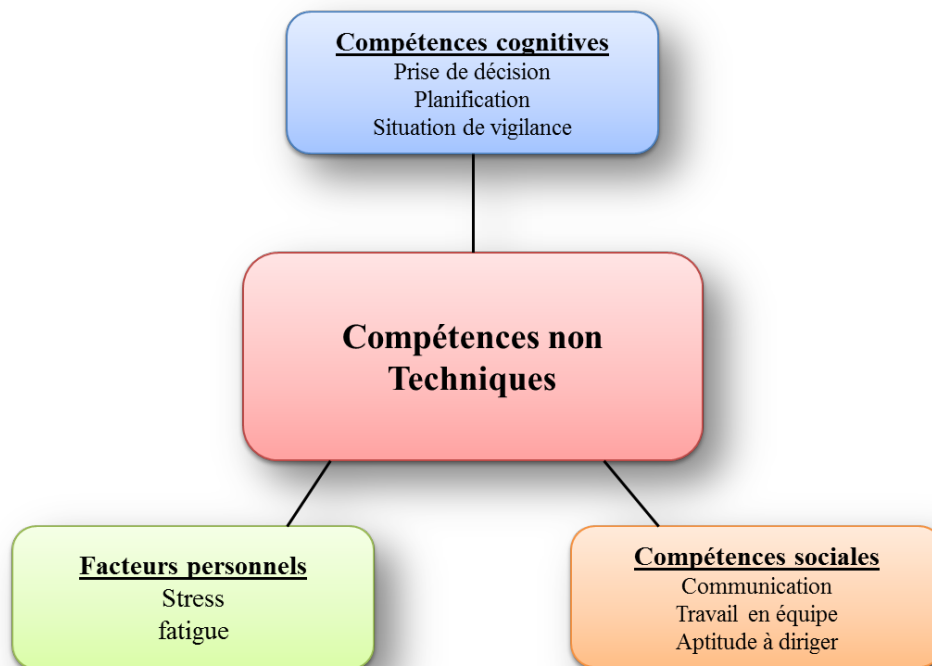 Compétences cognitives
Prise de décision
Planification
Situation de vigilance
Compétences non
Techniques
Facteurs personnels
Stress
fatigue
Compétences sociales
Communication
Travail en équipe
Aptitude à diriger